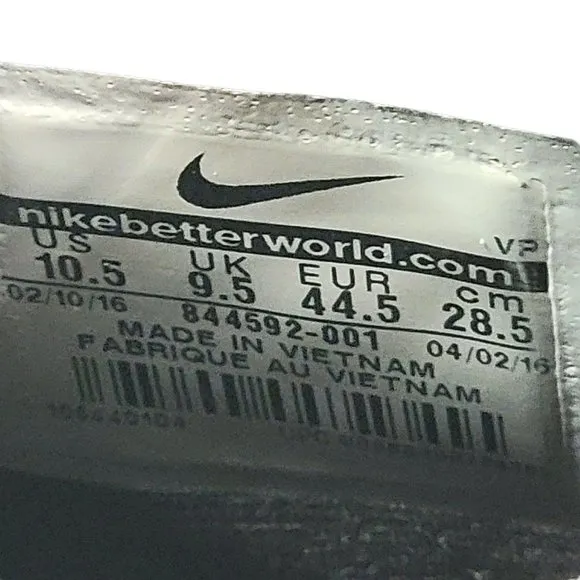 nikebetterworld.com
VP
US UK EUR cm
10.5 9.5 44.5 28.5
02/10/16 844592-001 04/02/16
MADE IN VIETNAM
FABRIQUE AU VIETNAM